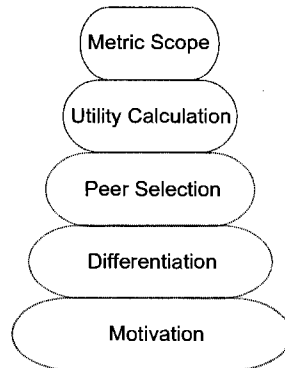 Metric Scope
Utility Calculation
Peer Selection
Differentiation
Motivation